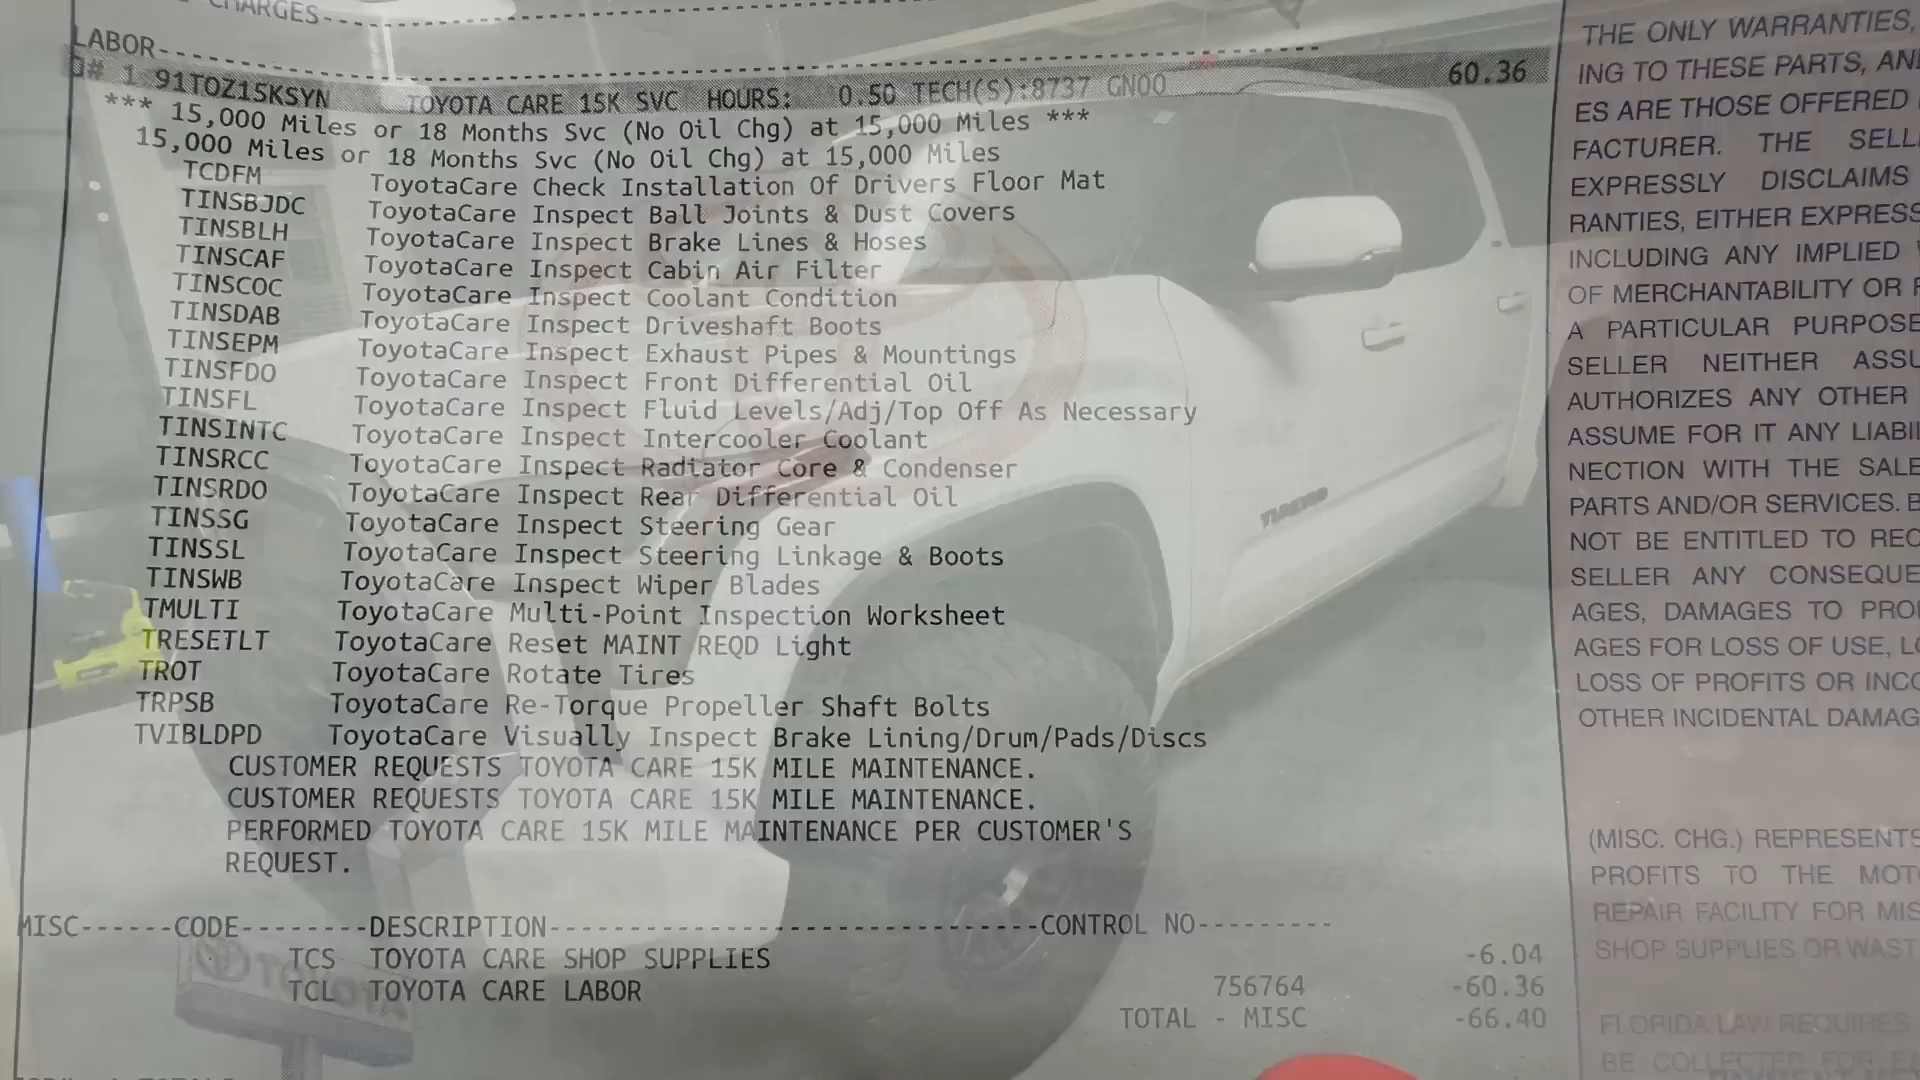 CHARGES
LABOR
# 1 91TOZ15KSYN TOYOTA CARE 15K SVC HOURS: 0.50 TECH(S):8737 GN00 60.36
*** 15,000 Miles or 18 Months Svc (No Oil Chg) at 15,000 Miles ***
15,000 Miles or 18 Months Svc (No Oil Chg) at 15,000 Miles
TCDFM ToyotaCare Check Installation Of Drivers Floor Mat
TINSBJDC ToyotaCare Inspect Ball Joints & Dust Covers
TINSBLH ToyotaCare Inspect Brake Lines & Hoses
TINSCAF ToyotaCare Inspect Cabin Air Filter
TINSCOC ToyotaCare Inspect Coolant Condition
TINSDAB ToyotaCare Inspect Driveshaft Boots
TINSEPM ToyotaCare Inspect Exhaust Pipes & Mountings
TINSFDO ToyotaCare Inspect Front Differential Oil
TINSFL ToyotaCare Inspect Fluid Levels/Adj/Top Off As Necessary
TINSINTC ToyotaCare Inspect Intercooler Coolant
TINSRCC ToyotaCare Inspect Radiator Core & Condenser
TINSRDO ToyotaCare Inspect Rear Differential Oil
TINSSG ToyotaCare Inspect Steering Gear
TINSSL ToyotaCare Inspect Steering Linkage & Boots
TINSWB ToyotaCare Inspect Wiper Blades
TMULTI ToyotaCare Multi-Point Inspection Worksheet
TRESETLT ToyotaCare Reset MAINT REQD Light
TROT ToyotaCare Rotate Tires
TRPSB ToyotaCare Re-Torque Propeller Shaft Bolts
TVIBLDPD ToyotaCare Visually Inspect Brake Lining/Drum/Pads/Discs
CUSTOMER REQUESTS TOYOTA CARE 15K MILE MAINTENANCE.
CUSTOMER REQUESTS TOYOTA CARE 15K MILE MAINTENANCE.
PERFORMED TOYOTA CARE 15K MILE MAINTENANCE PER CUSTOMER'S
REQUEST.
MISC------CODE--------DESCRIPTION------------------------------CONTROL NO---------
TCS TOYOTA CARE SHOP SUPPLIES -6.04
TCL TOYOTA CARE LABOR 756764 -60.36
TOTAL - MISC -66.40
THE ONLY WARRANTIES,
ING TO THESE PARTS, AN
ES ARE THOSE OFFERED
FACTURER. THE SELL
EXPRESSLY DISCLAIMS
RANTIES, EITHER EXPRESS
INCLUDING ANY IMPLIED
OF MERCHANTABILITY OR
A PARTICULAR PURPOSE
SELLER NEITHER ASSU
AUTHORIZES ANY OTHER
ASSUME FOR IT ANY LIABIL
NECTION WITH THE SALE
PARTS AND/OR SERVICES. B
NOT BE ENTITLED TO REC
SELLER ANY CONSEQUE
AGES, DAMAGES TO PRO
AGES FOR LOSS OF USE, LO
LOSS OF PROFITS OR INCO
OTHER INCIDENTAL DAMAG
(MISC. CHG.) REPRESENTS
PROFITS TO THE MOT
REPAIR FACILITY FOR MIS
SHOP SUPPLIES OR WAST
FLORIDA LAW REQUIRES
BE COLLECTED FOR
TUNDRA
TOYOTA